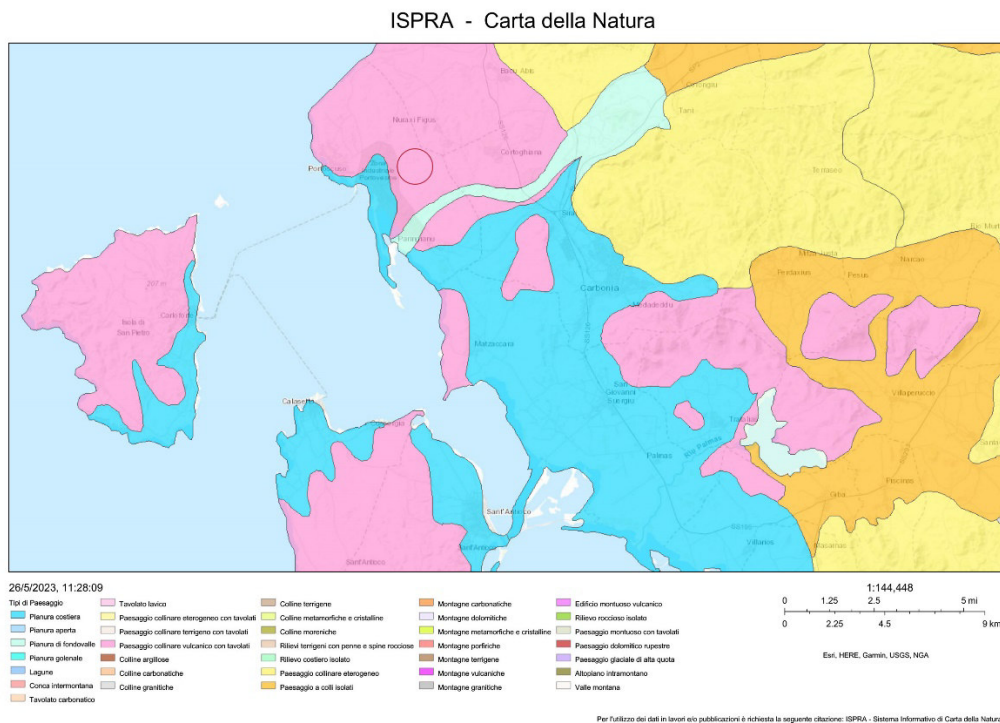 ISPRA - Carta della Natura
Bacu Abis
Nuraxi Figus
Cortoghiana
Terraseo
Paringianu
Carbonia
Matzaccara
207 m
Carloforte
Isola di
San Pietro
Calasetta
San
Giovanni
Suergiu
Villaperuccio
Narcao
Tratalias
Rio Palmas
Palmas
Giba
Piscinas
Villarios
Masainas
Sant'Antioco
Sant'Antioco
Sant'Antioco
26/5/2023, 11:28:09
Tipi di Paesaggio
Pianura costiera
Pianura aperta
Pianura di fondovalle
Pianura golenale
Lagune
Conca intermontana
Tavolato carbonatico
Tavolato lavico
Paesaggio collinare eterogeneo con tavolati
Paesaggio collinare terrigeno con tavolati
Paesaggio collinare vulcanico con tavolati
Colline argillose
Colline carbonatiche
Colline granitiche
Colline terrigene
Colline metamorfiche e cristalline
Colline moreniche
Rilievi terrigeni con penne e spine rocciose
Rilievo costiero isolato
Paesaggio collinare eterogeneo
Paesaggio a colli isolati
Montagne carbonatiche
Montagne dolomitiche
Montagne metamorfiche e cristalline
Montagne porfiriche
Montagne terrigene
Montagne vulcaniche
Montagne granitiche
Edificio montuoso vulcanico
Rilievo roccioso isolato
Paesaggio montuoso con tavolati
Paesaggio dolomitico rupestre
Paesaggio glaciale di alta quota
Altopiano intramontano
Valle montana
1:144,448
0 1.25 2.5 5 mi
0 2.25 4.5 9 km
Esri, HERE, Garmin, USGS, NGA
Per l'utilizzo dei dati in lavori e/o pubblicazioni è richiesta la seguente citazione: ISPRA - Sistema Informativo di Carta della Natura